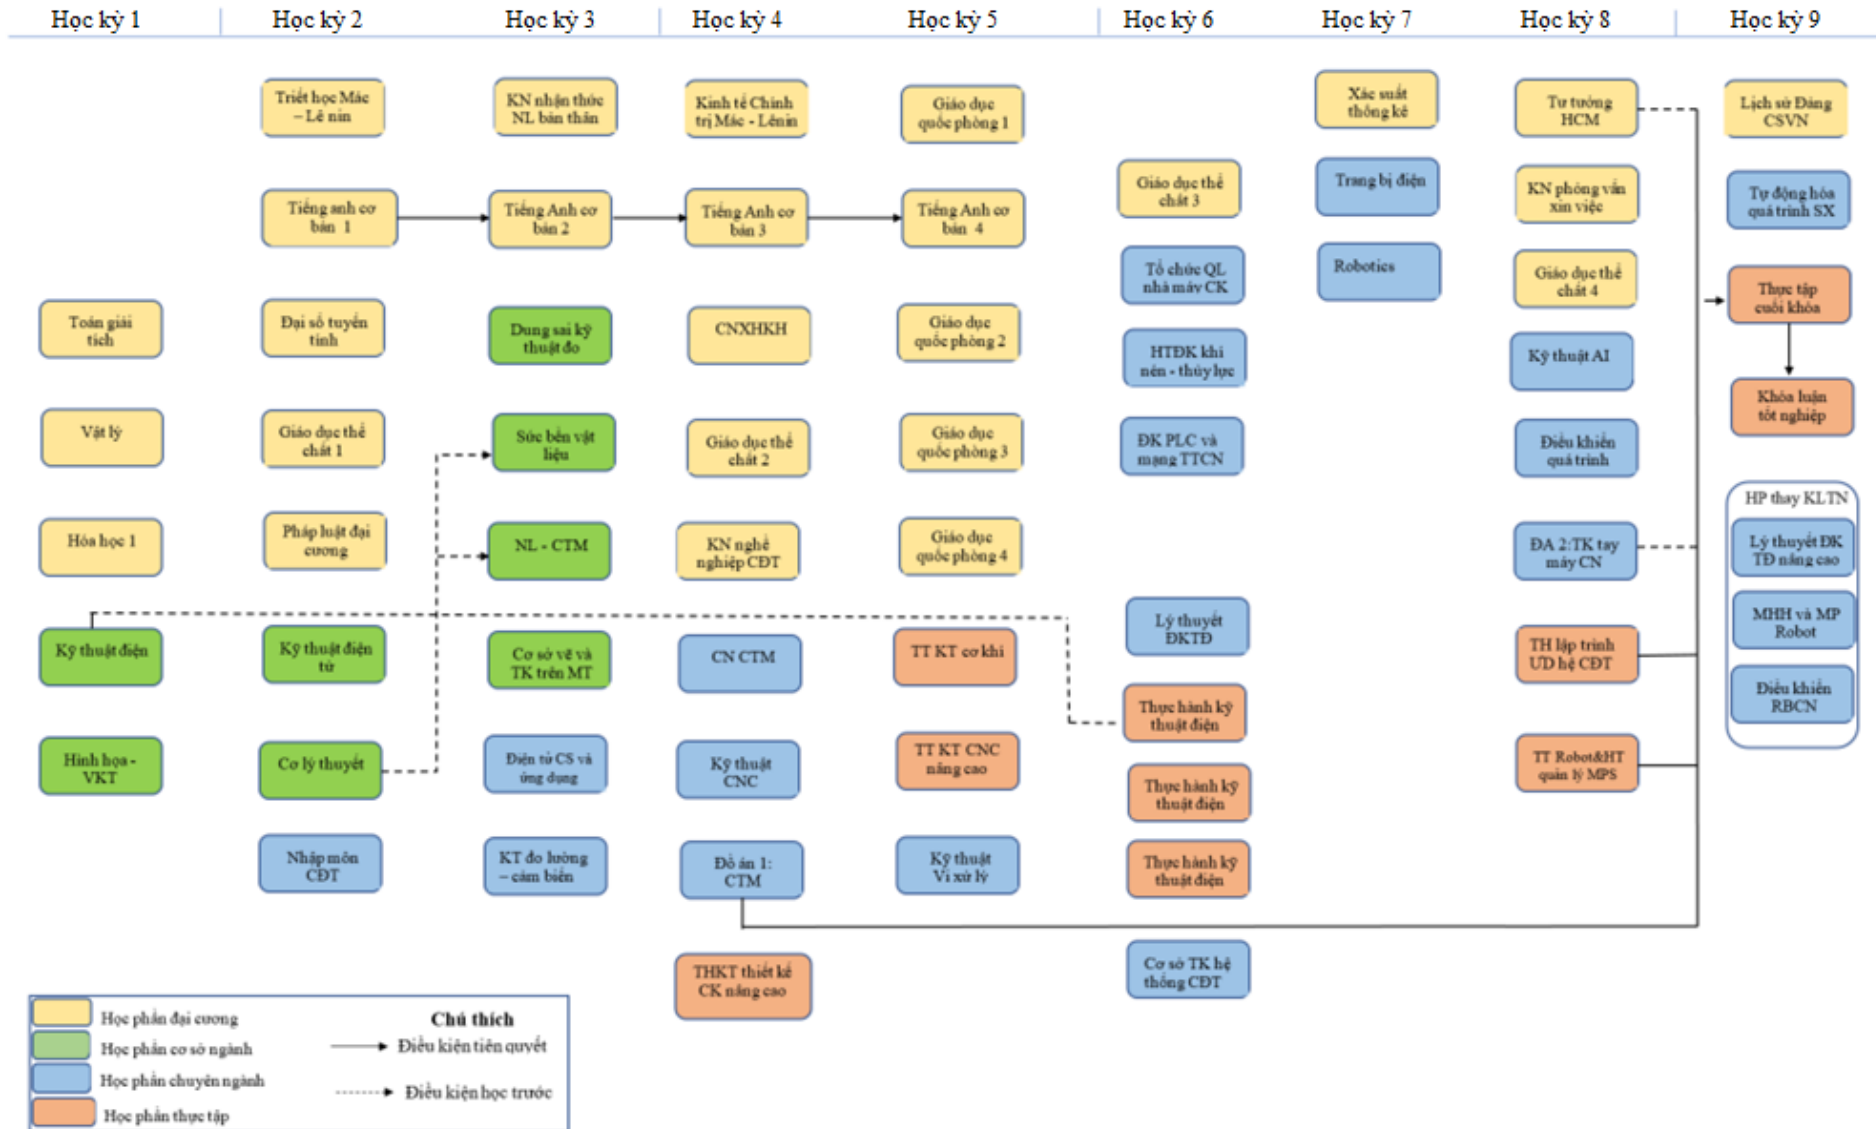 Học kỳ 1
Học kỳ 2
Học kỳ 3
Học kỳ 4
Học kỳ 5
Học kỳ 6
Học kỳ 7
Học kỳ 8
Học kỳ 9
Toán giải
tích
Vật lý
Hóa học 1
Kỹ thuật điện
Hình họa -
VKT
Triết học Mác
– Lê nin
Tiếng anh cơ
bản 1
Đại số tuyến
tính
Giáo dục thể
chất 1
Pháp luật đại
cương
Kỹ thuật điện
tử
Cơ lý thuyết
Nhập môn
CĐT
KN nhận thức
NL bản thân
Tiếng Anh cơ
bản 2
Dung sai kỹ
thuật đo
Sức bền vật
liệu
NL - CTM
Cơ sở vẽ và
TK trên MT
Điện tử CS và
ứng dụng
KT đo lường
– cảm biến
Kinh tế Chính
trị Mác - Lênin
Tiếng Anh cơ
bản 3
CNXHKH
Giáo dục thể
chất 2
KN nghề
nghiệp CĐT
CN CTM
Kỹ thuật
CNC
Đồ án 1:
CTM
THKT thiết kế
CK nâng cao
Giáo dục
quốc phòng 1
Tiếng Anh cơ
bản 4
Giáo dục
quốc phòng 2
Giáo dục
quốc phòng 3
Giáo dục
quốc phòng 4
TT KT cơ khí
TT KT CNC
nâng cao
Kỹ thuật
Vi xử lý
Giáo dục thể
chất 3
Tổ chức QL
nhà máy CK
HTĐK khí
nén - thủy lực
ĐK PLC và
mạng TTCN
Lý thuyết
ĐKTĐ
Thực hành kỹ
thuật điện
Thực hành kỹ
thuật điện
Thực hành kỹ
thuật điện
Cơ sở TK hệ
thống CĐT
Xác suất
thống kê
Trang bị điện
Robotics
Tư tưởng
HCM
KN phỏng vấn
xin việc
Giáo dục thể
chất 4
Kỹ thuật AI
Điều khiển
quá trình
ĐA 2:TK tay
máy CN
TH lập trình
ƯD hệ CĐT
TT Robot&HT
quản lý MPS
Lịch sử Đảng
CSVN
Tự động hóa
quá trình SX
Thực tập
cuối khóa
Khóa luận
tốt nghiệp
HP thay KLTN
Lý thuyết ĐK
TĐ nâng cao
MHH và MP
Robot
Điều khiển
RBCN
Chú thích
Học phần đại cương
Học phần cơ sở ngành
Học phần chuyên ngành
Học phần thực tập
Điều kiện tiên quyết
Điều kiện học trước